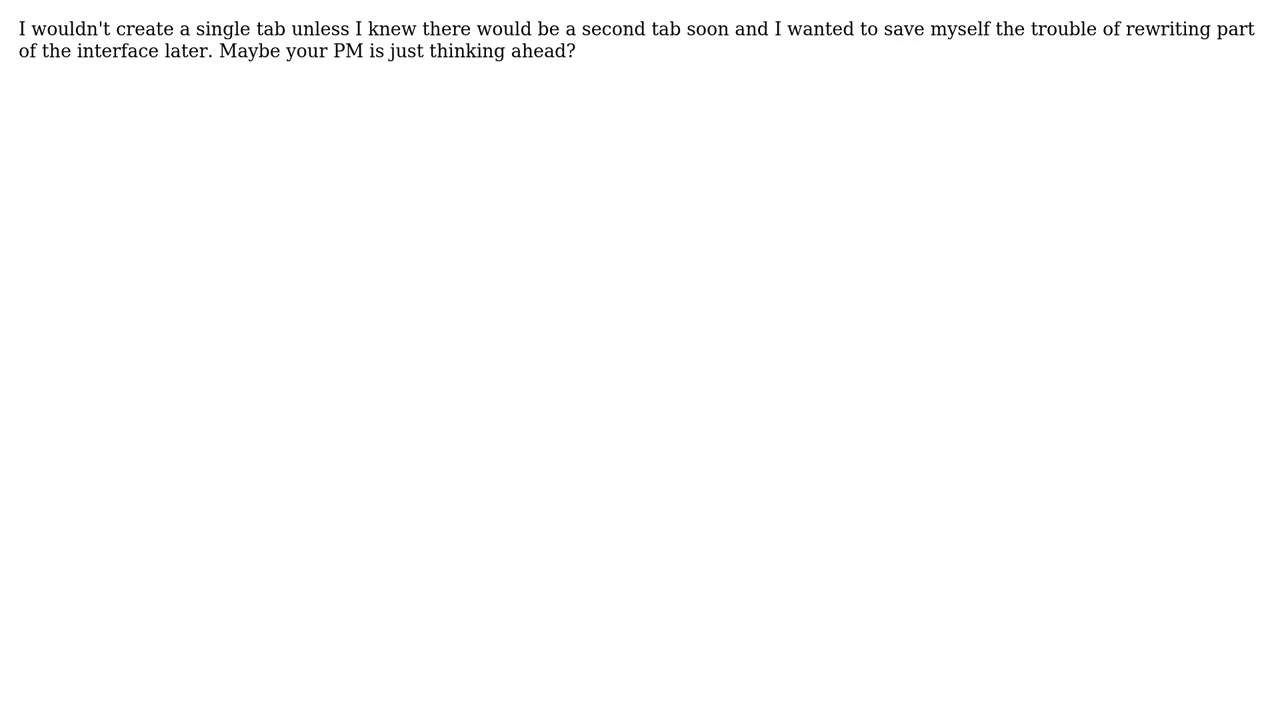 I wouldn't create a single tab unless I knew there would be a second tab soon and I wanted to save myself the trouble of rewriting part
of the interface later. Maybe your PM is just thinking ahead?